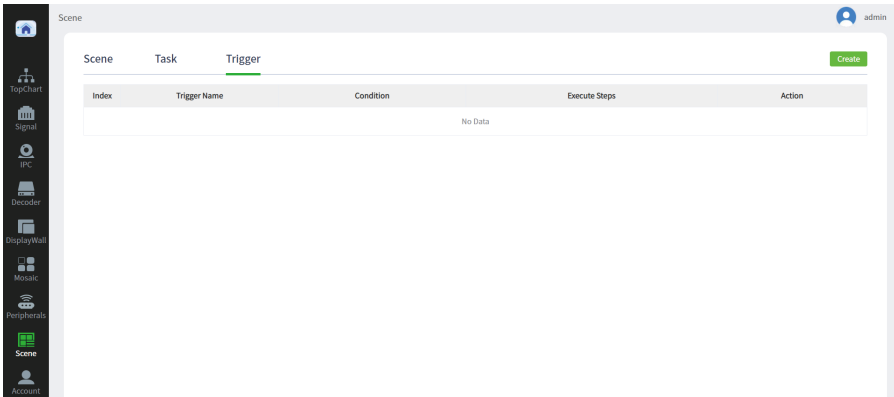 Scene
admin
TopChart
Signal
IPC
Decoder
DisplayWall
Mosaic
Peripherals
Scene
Account
Scene Task Trigger
Create
Index Trigger Name Condition Execute Steps Action
No Data